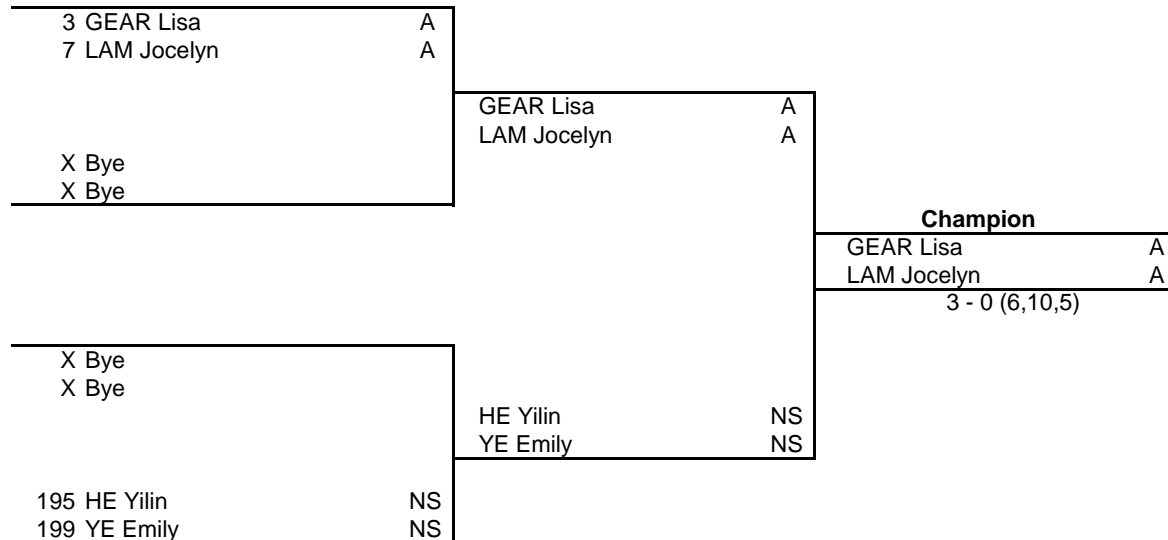 3 GEAR Lisa A
7 LAM Jocelyn A
X Bye
X Bye
GEAR Lisa A
LAM Jocelyn A
Champion
GEAR Lisa A
LAM Jocelyn A
3 - 0 (6,10,5)
X Bye
X Bye
HE Yilin NS
YE Emily NS
195 HE Yilin NS
199 YE Emily NS